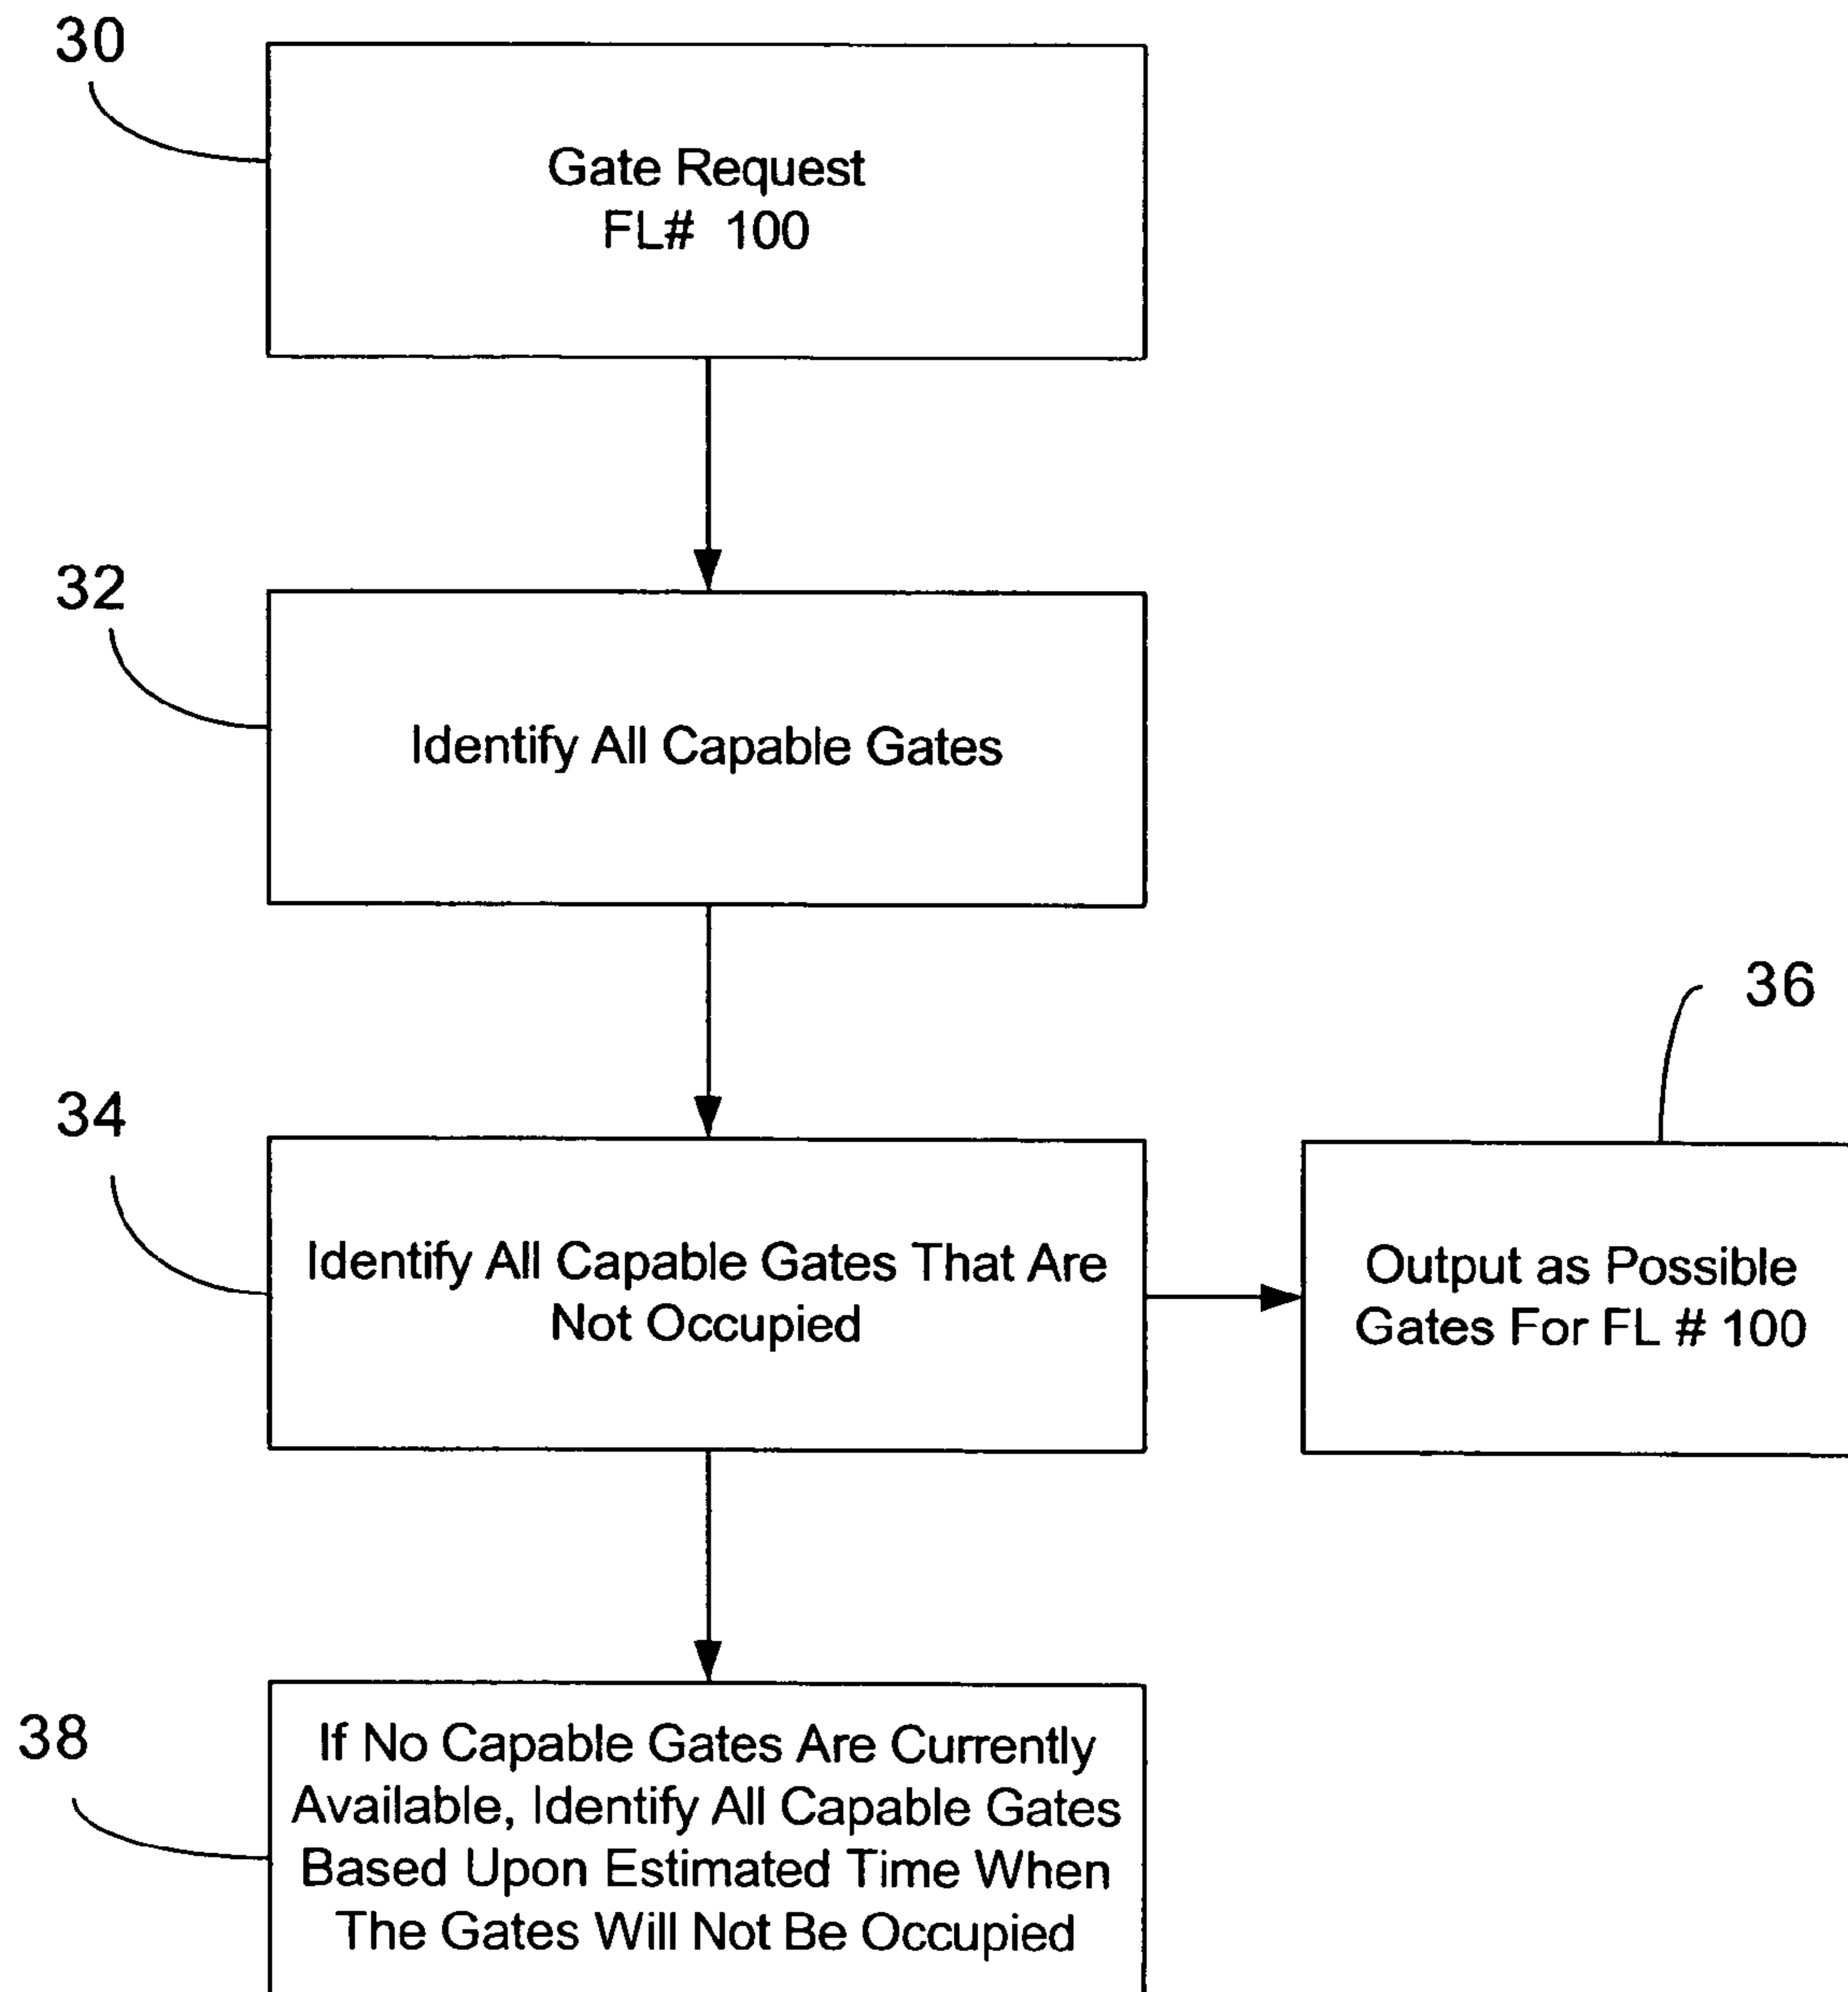 30
Gate Request
FL# 100
32
Identify All Capable Gates
36
34
Identify All Capable Gates That Are
Not Occupied
Output as Possible
Gates For FL # 100
38
If No Capable Gates Are Currently
Available, Identify All Capable Gates
Based Upon Estimated Time When
The Gates Will Not Be Occupied